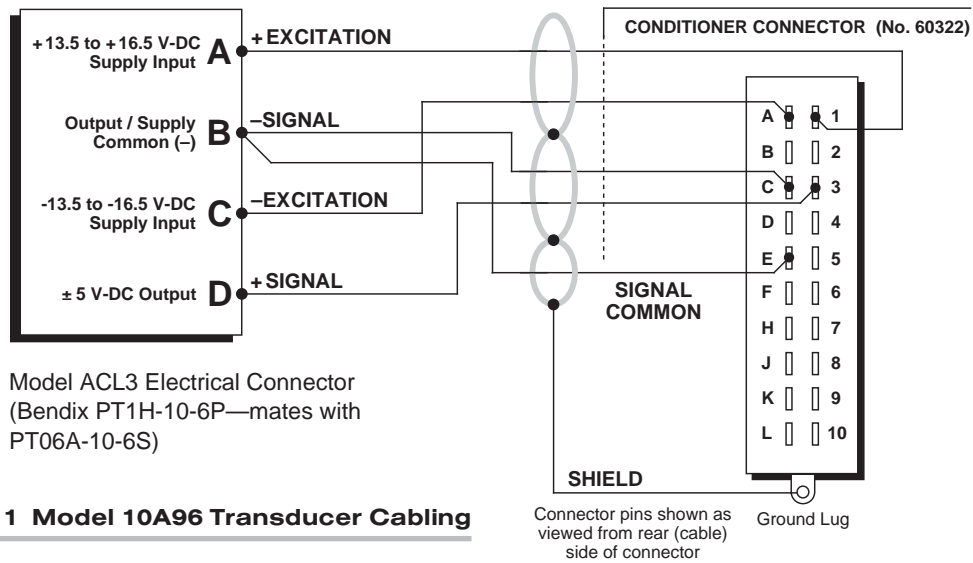 +13.5 to +16.5 V-DC
Supply Input
A
+EXCITATION
Output / Supply
Common (–)
B
–SIGNAL
-13.5 to -16.5 V-DC
Supply Input
C
–EXCITATION
± 5 V-DC Output
D
+SIGNAL
CONDITIONER CONNECTOR (No. 60322)
A 1
B 2
C 3
D 4
E 5
F 6
H 7
J 8
K 9
L 10
SIGNAL
COMMON
Model ACL3 Electrical Connector
(Bendix PT1H-10-6P—mates with
PT06A-10-6S)
SHIELD
1 Model 10A96 Transducer Cabling
Connector pins shown as
viewed from rear (cable)
side of connector
Ground Lug